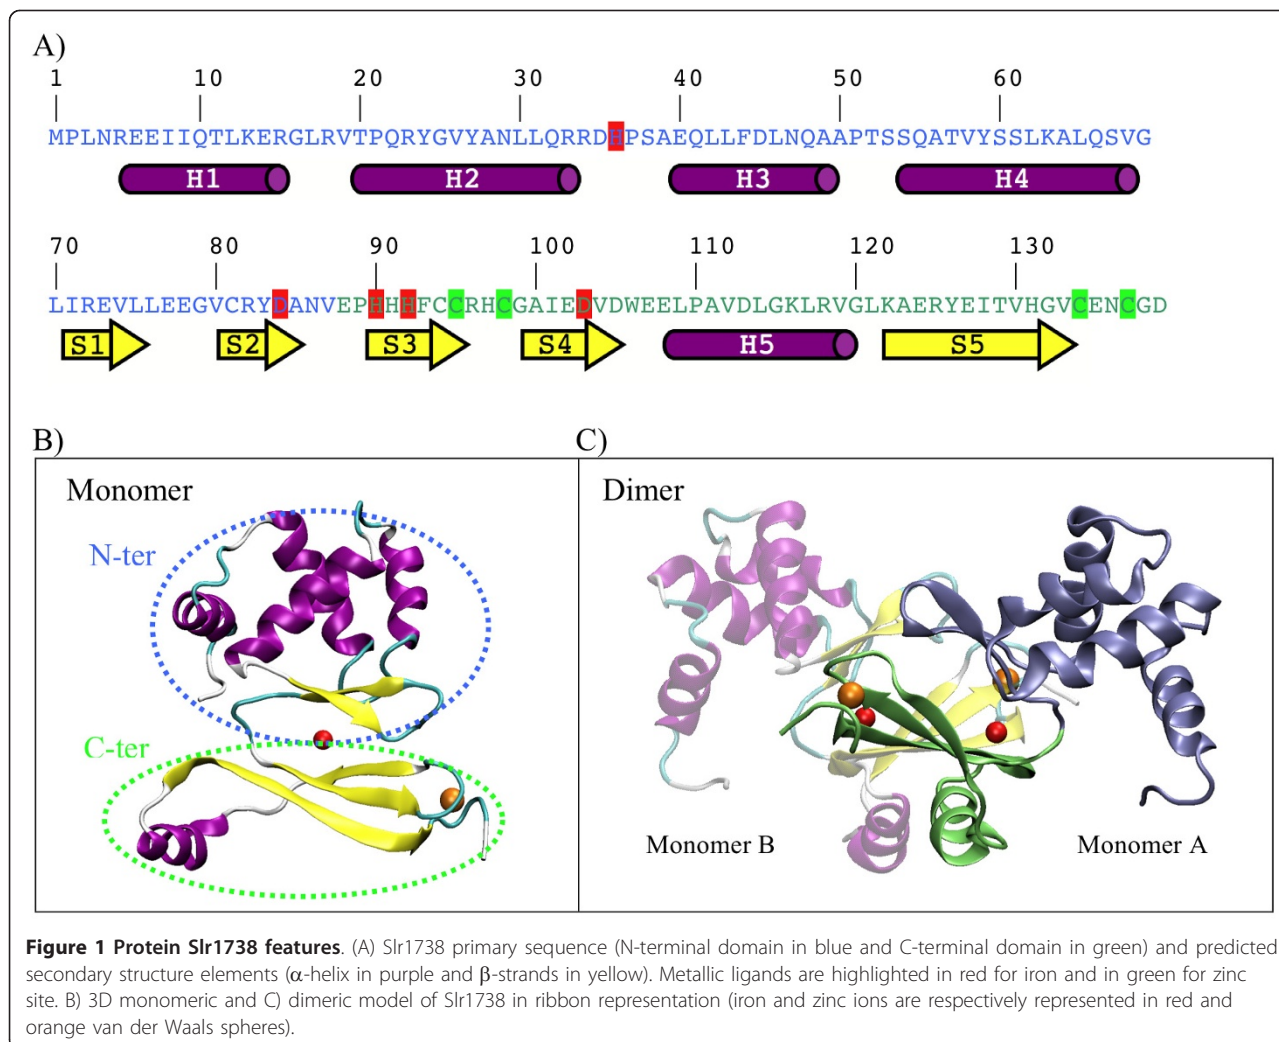 A)
1 10 20 30 40 50 60
MPLNREEIIQTLKERGLRVTPQRYGVYANLLQRRDHPSAEQLLFDLNQAAPTSSQATVYSSLKALQSVG
H1 H2 H3 H4
70 80 90 100 110 120 130
LIREVLLEEGVCRYDANVEPHHHFCCRHCGAIEDVDWEELPAVDLGKLRVGLKAERYEITVHGVCENCGD
S1 S2 S3 S4 H5 S5
B) C)
Monomer Dimer
N-ter
C-ter
Monomer B Monomer A
Figure 1 Protein Slr1738 features. (A) Slr1738 primary sequence (N-terminal domain in blue and C-terminal domain in green) and predicted
secondary structure elements (α-helix in purple and β-strands in yellow). Metallic ligands are highlighted in red for iron and in green for zinc
site. B) 3D monomeric and C) dimeric model of Slr1738 in ribbon representation (iron and zinc ions are respectively represented in red and
orange van der Waals spheres).